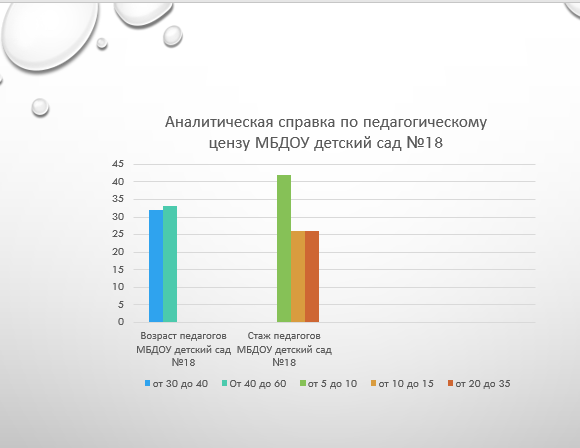 Аналитическая справка по педагогическому
цензу МБДОУ детский сад №18
45
40
35
30
25
20
15
10
5
0
Возраст педагогов
МБДОУ детский сад
№18
Стаж педагогов
МБДОУ детский сад
№18
от 30 до 40 От 40 до 60 от 5 до 10 от 10 до 15 от 20 до 35